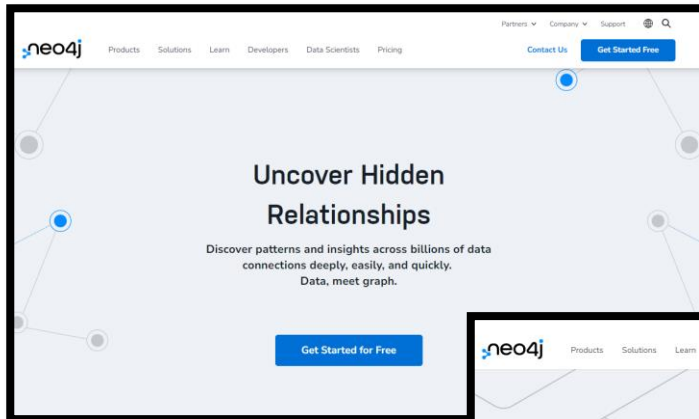 Partners Company Support
neo4j Products Solutions Learn Developers Data Scientists Pricing Contact Us Get Started Free
Uncover Hidden
Relationships
Discover patterns and insights across billions of data
connections deeply, easily, and quickly.
Data, meet graph.
Get Started for Free
neo4j Products Solutions Learn